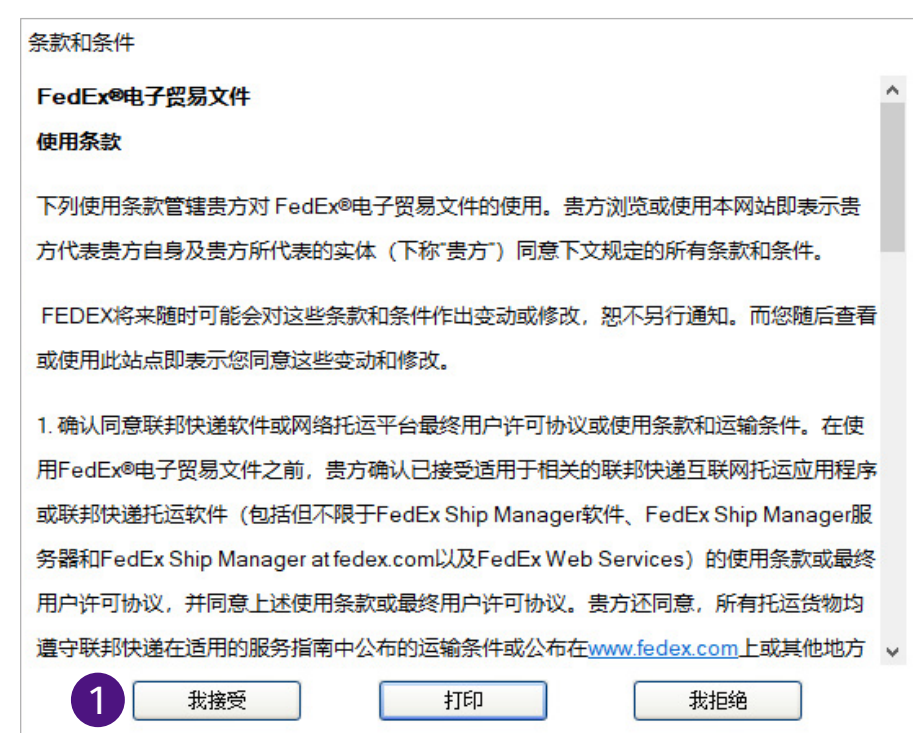 条款和条件
FedEx®电子贸易文件
使用条款
下列使用条款管辖贵方对 FedEx®电子贸易文件的使用。贵方浏览或使用本网站即表示贵
方代表贵方自身及贵方所代表的实体（下称“贵方”）同意下文规定的所有条款和条件。
FEDEX将来随时可能会对这些条款和条件作出变动或修改，恕不另行通知。而您随后查看
或使用此站点即表示您同意这些变动和修改。
1. 确认同意联邦快递软件或网络托运平台最终用户许可协议或使用条款和运输条件。在使
用FedEx®电子贸易文件之前，贵方确认已接受适用于相关的联邦快递互联网托运应用程序
或联邦快递托运软件（包括但不限于FedEx Ship Manager软件、FedEx Ship Manager服
务器和FedEx Ship Manager at fedex.com以及FedEx Web Services）的使用条款或最终
用户许可协议，并同意上述使用条款或最终用户许可协议。贵方还同意，所有托运货物均
遵守联邦快递在适用的服务指南中公布的运输条件或公布在www.fedex.com上或其他地方
1 我接受 打印 我拒绝